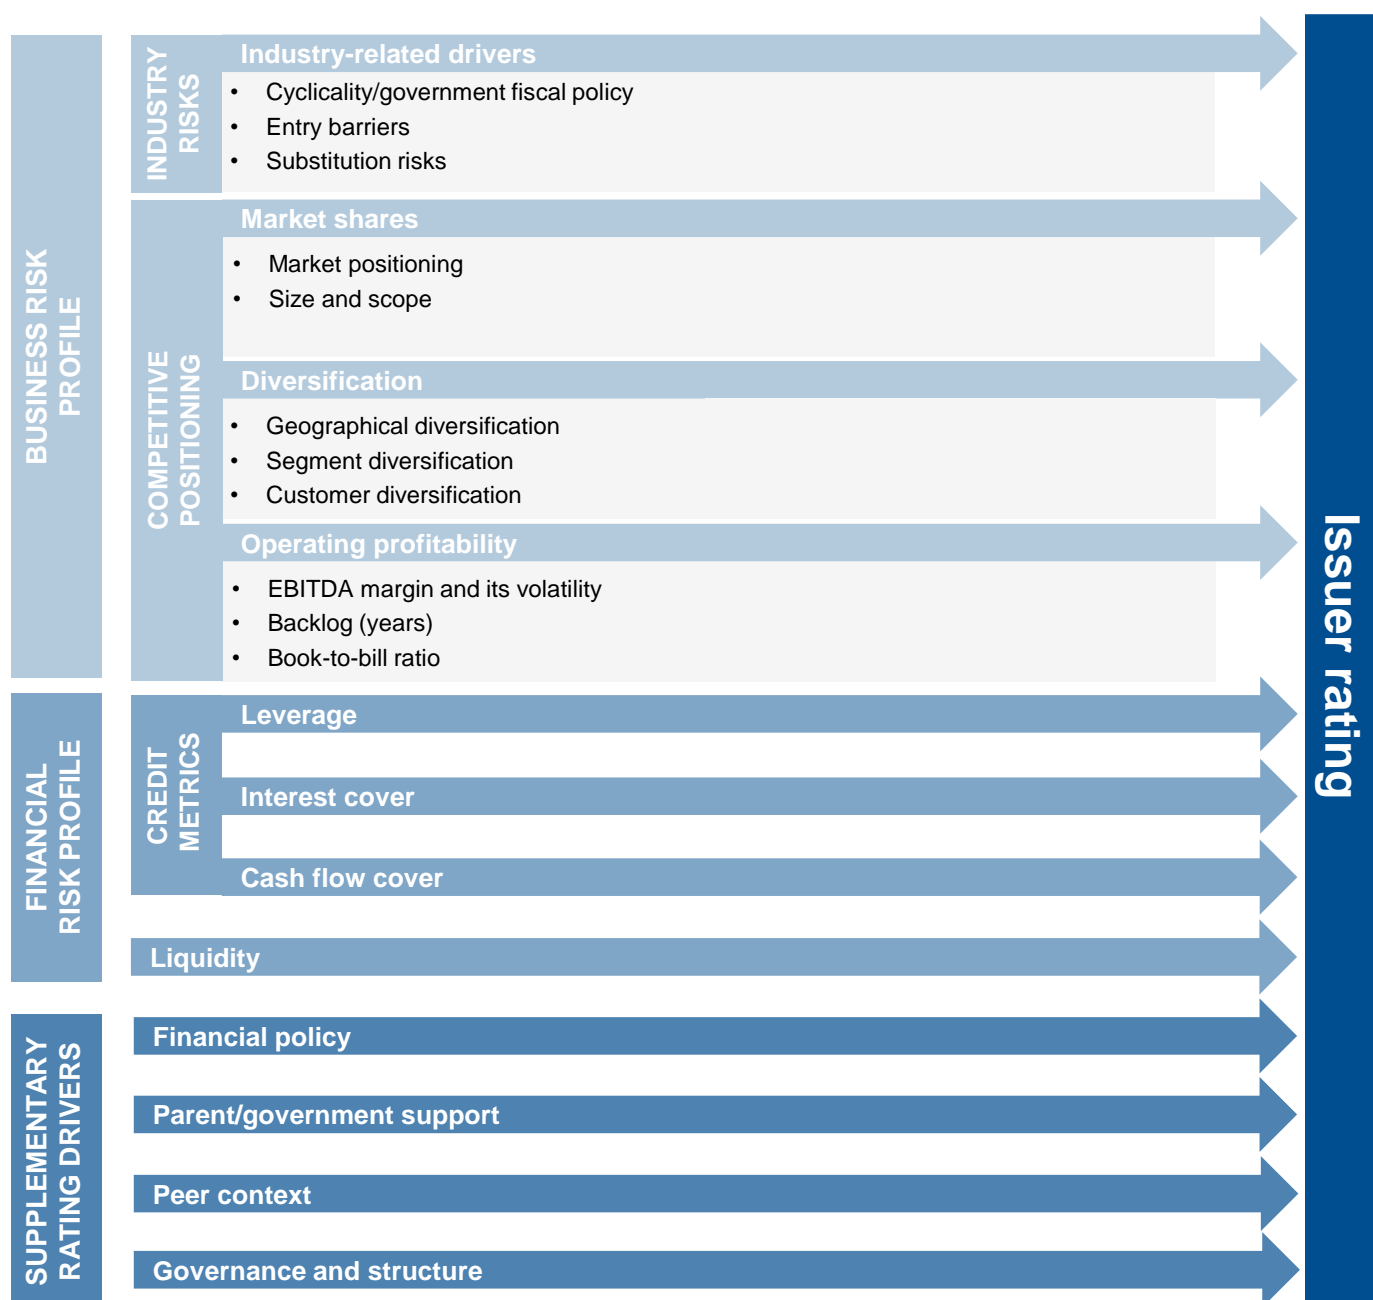 BUSINESS RISK
PROFILE
INDUSTRY
RISKS
Industry-related drivers
• Cyclicality/government fiscal policy
• Entry barriers
• Substitution risks
COMPETITIVE
POSITIONING
Market shares
• Market positioning
• Size and scope
Diversification
• Geographical diversification
• Segment diversification
• Customer diversification
Operating profitability
• EBITDA margin and its volatility
• Backlog (years)
• Book-to-bill ratio
FINANCIAL
RISK PROFILE
CREDIT
METRICS
Leverage
Interest cover
Cash flow cover
Liquidity
SUPPLEMENTARY
RATING DRIVERS
Financial policy
Parent/government support
Peer context
Governance and structure
Issuer rating